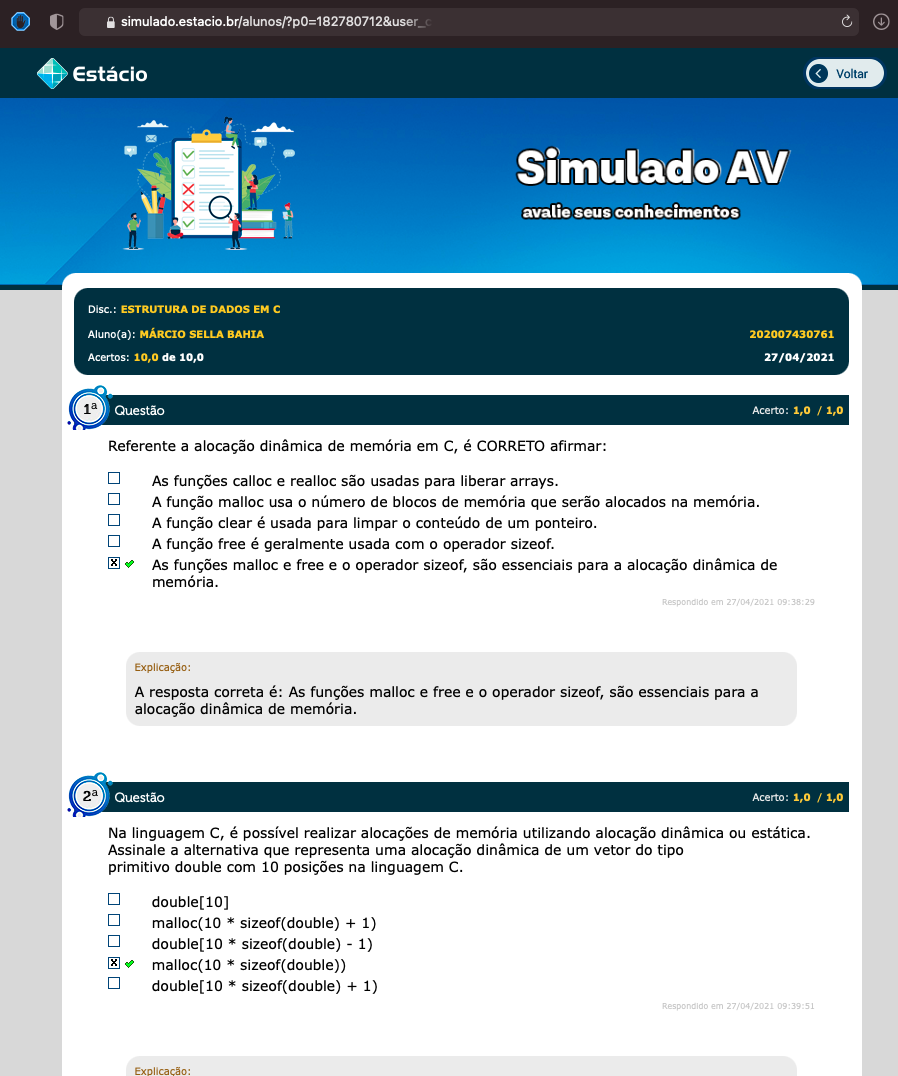 simulado.estacio.br/alunos/?p0=182780712&user_c
Estácio
Voltar
Simulado AV
avalie seus conhecimentos
Disc.: ESTRUTURA DE DADOS EM C
Aluno(a): MÁRCIO SELLA BAHIA 202007430761
Acertos: 10,0 de 10,0 27/04/2021
1ª Questão Acerto: 1,0 / 1,0
Referente a alocação dinâmica de memória em C, é CORRETO afirmar:
As funções calloc e realloc são usadas para liberar arrays.
A função malloc usa o número de blocos de memória que serão alocados na memória.
A função clear é usada para limpar o conteúdo de um ponteiro.
A função free é geralmente usada com o operador sizeof.
As funções malloc e free e o operador sizeof, são essenciais para a alocação dinâmica de
memória.
Respondido em 27/04/2021 09:38:29
Explicação:
A resposta correta é: As funções malloc e free e o operador sizeof, são essenciais para a
alocação dinâmica de memória.
2ª Questão Acerto: 1,0 / 1,0
Na linguagem C, é possível realizar alocações de memória utilizando alocação dinâmica ou estática.
Assinale a alternativa que representa uma alocação dinâmica de um vetor do tipo
primitivo double com 10 posições na linguagem C.
double[10]
malloc(10 * sizeof(double) + 1)
double[10 * sizeof(double) - 1)
malloc(10 * sizeof(double))
double[10 * sizeof(double) + 1)
Respondido em 27/04/2021 09:39:51
Explicação: